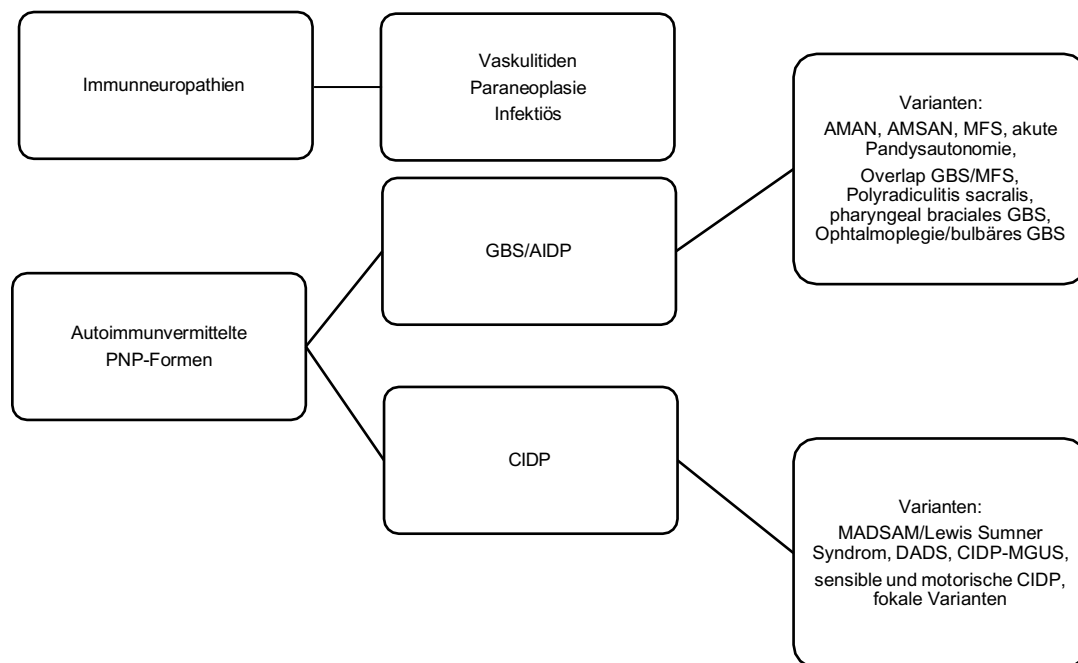 Immunneuropathien
Vaskulitiden
Paraneoplasie
Infektiös
Autoimmunvermittelte
PNP-Formen
GBS/AIDP
Varianten:
AMAN, AMSAN, MFS, akute
Pandysautonomie,
Overlap GBS/MFS,
Polyradiculitis sacralis,
pharyngeal braciales GBS,
Ophtalmoplegie/bulbäres GBS
CIDP
Varianten:
MADSAM/Lewis Sumner
Syndrom, DADS, CIDP-MGUS,
sensible und motorische CIDP,
fokale Varianten